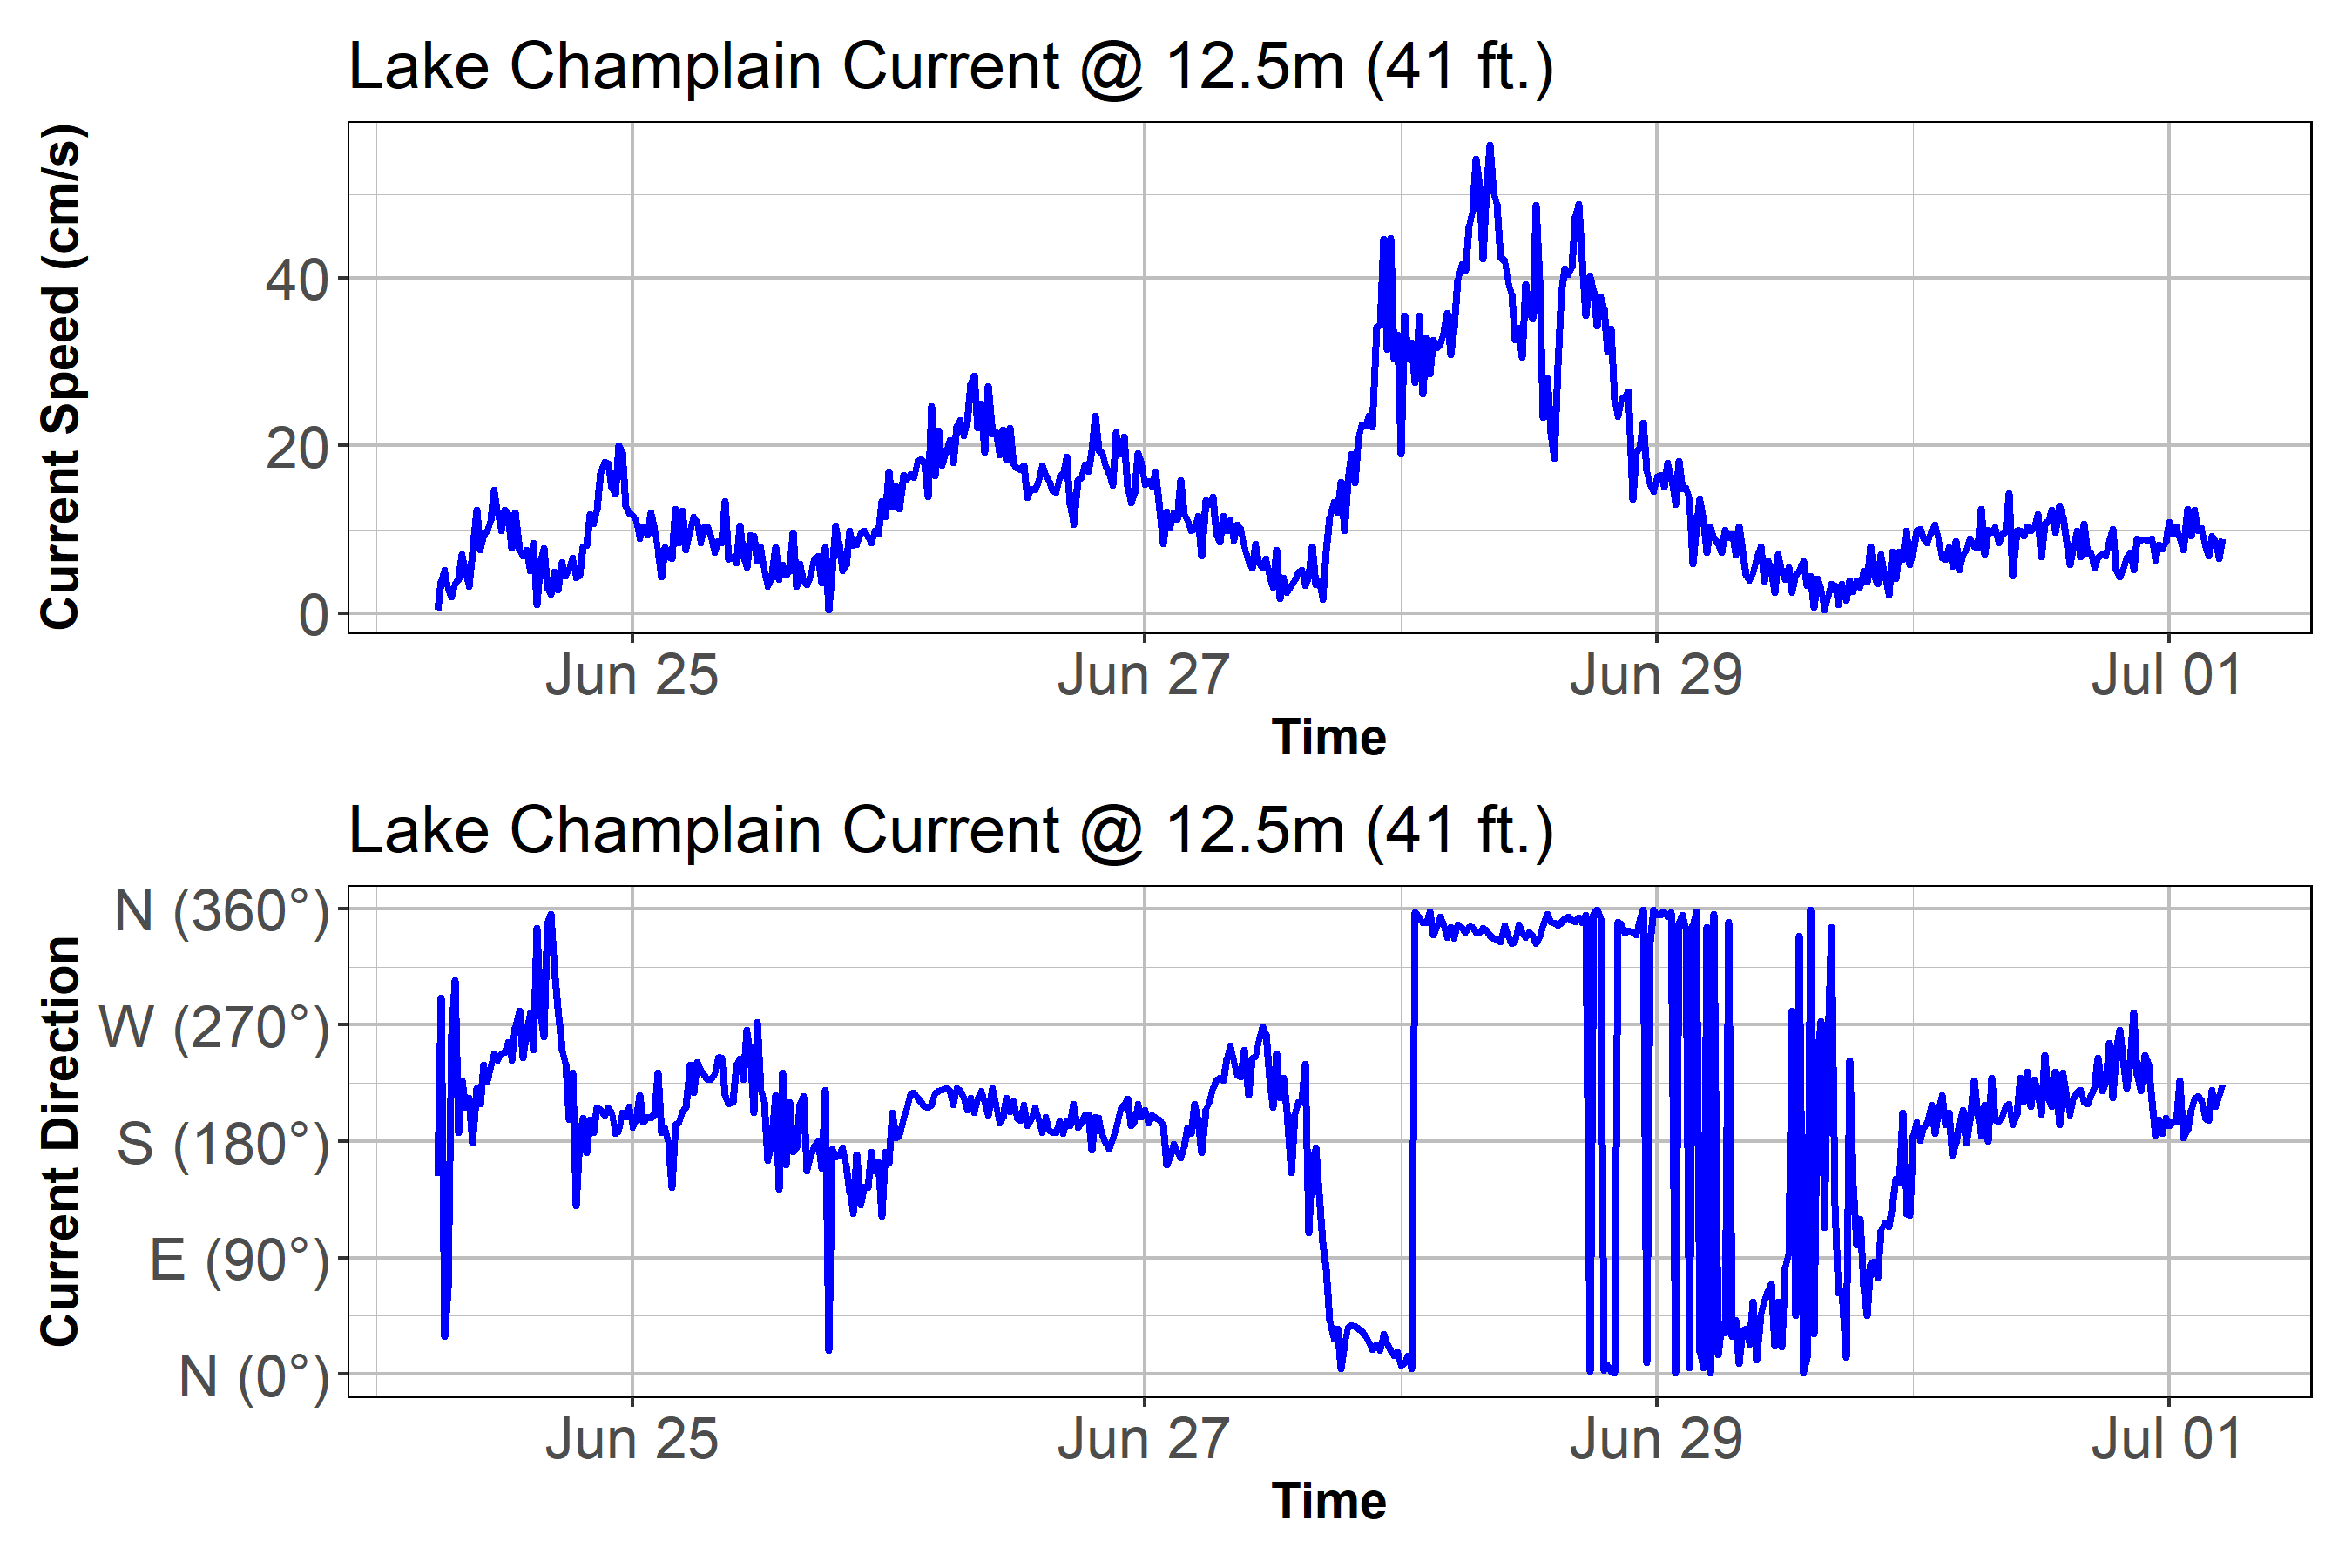 Lake Champlain Current @ 12.5m (41 ft.)
Current Speed (cm/s)
40
20
0
Jun 25 Jun 27 Jun 29 Jul 01
Time
Lake Champlain Current @ 12.5m (41 ft.)
Current Direction
N (360°)
W (270°)
S (180°)
E (90°)
N (0°)
Jun 25 Jun 27 Jun 29 Jul 01
Time